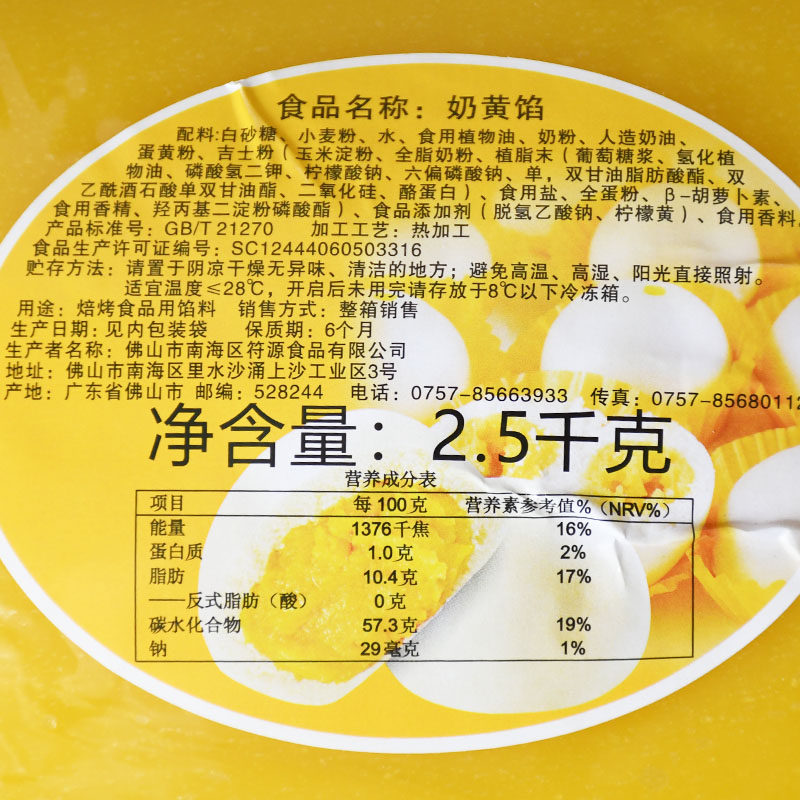 食品名称：奶黄馅
配料:白砂糖、小麦粉、水、食用植物油、奶粉、人造奶油、
蛋黄粉、吉士粉（玉米淀粉、全脂奶粉、植脂末（葡萄糖浆、氢化植
物油、磷酸氢二钾、柠檬酸钠、六偏磷酸钠、单，双甘油脂肪酸酯、双
乙酰酒石酸单双甘油酯、二氧化硅、酪蛋白）、食用盐、全蛋粉、β-胡萝卜素、
食用香精、羟丙基二淀粉磷酸酯）、食品添加剂（脱氢乙酸钠、柠檬黄）、食用香料
产品标准号：GB/T 21270 加工工艺：热加工
食品生产许可证编号：SC12444060503316
贮存方法：请置于阴凉干燥无异味、清洁的地方；避免高温、高湿、阳光直接照射。
适宜温度≤28℃，开启后未用完请存放于8℃以下冷冻箱。
用途：焙烤食品用馅料 销售方式：整箱销售
生产日期：见内包装袋 保质期：6个月
生产者名称：佛山市南海区符源食品有限公司
地址：佛山市南海区里水沙涌上沙工业区3号
产地：广东省佛山市 邮编：528244 电话：0757-85663933 传真：0757-85680112
净含量：2.5千克
营养成分表
项目 每100克 营养素参考值%（NRV%）
能量 1376千焦 16%
蛋白质 1.0克 2%
脂肪 10.4克 17%
——反式脂肪（酸） 0克
碳水化合物 57.3克 19%
钠 29毫克 1%